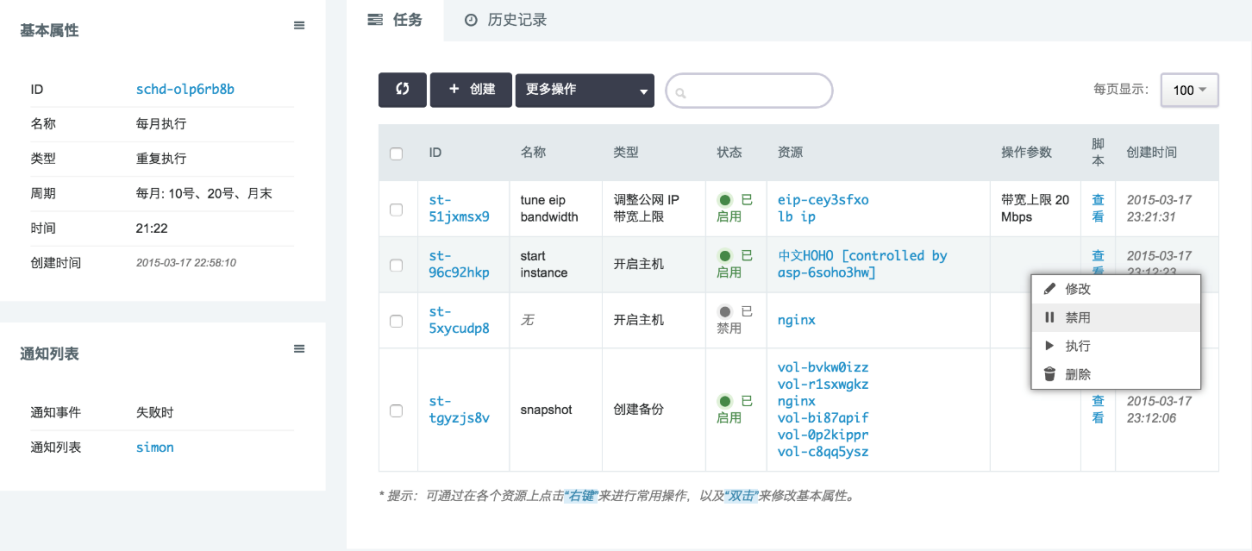 基本属性
ID schd-olp6rb8b
名称 每月执行
类型 重复执行
周期 每月: 10号、20号、月末
时间 21:22
创建时间 2015-03-17 22:58:10
通知列表
通知事件 失败时
通知列表 simon
任务 历史记录
创建 更多操作 每页显示: 100
ID 名称 类型 状态 资源 操作参数 脚本 创建时间
st-51jxmsx9 tune eip bandwidth 调整公网 IP 带宽上限 已启用 eip-cey3sfxo lb ip 带宽上限 20 Mbps 查看 2015-03-17 23:21:31
st-96c92hkp start instance 开启主机 已启用 中文HOHO [controlled by asp-6soho3hw] 查看 2015-03-17 23:12:23
st-5xycudp8 无 开启主机 已禁用 nginx
st-tgyzjs8v snapshot 创建备份 已启用 vol-bvkw0izz vol-r1sxwgkz nginx vol-bi87apif vol-0p2kippr vol-c8qq5ysz 查看 2015-03-17 23:12:06
修改
禁用
执行
删除
* 提示：可通过在各个资源上点击“右键”来进行常用操作，以及“双击”来修改基本属性。